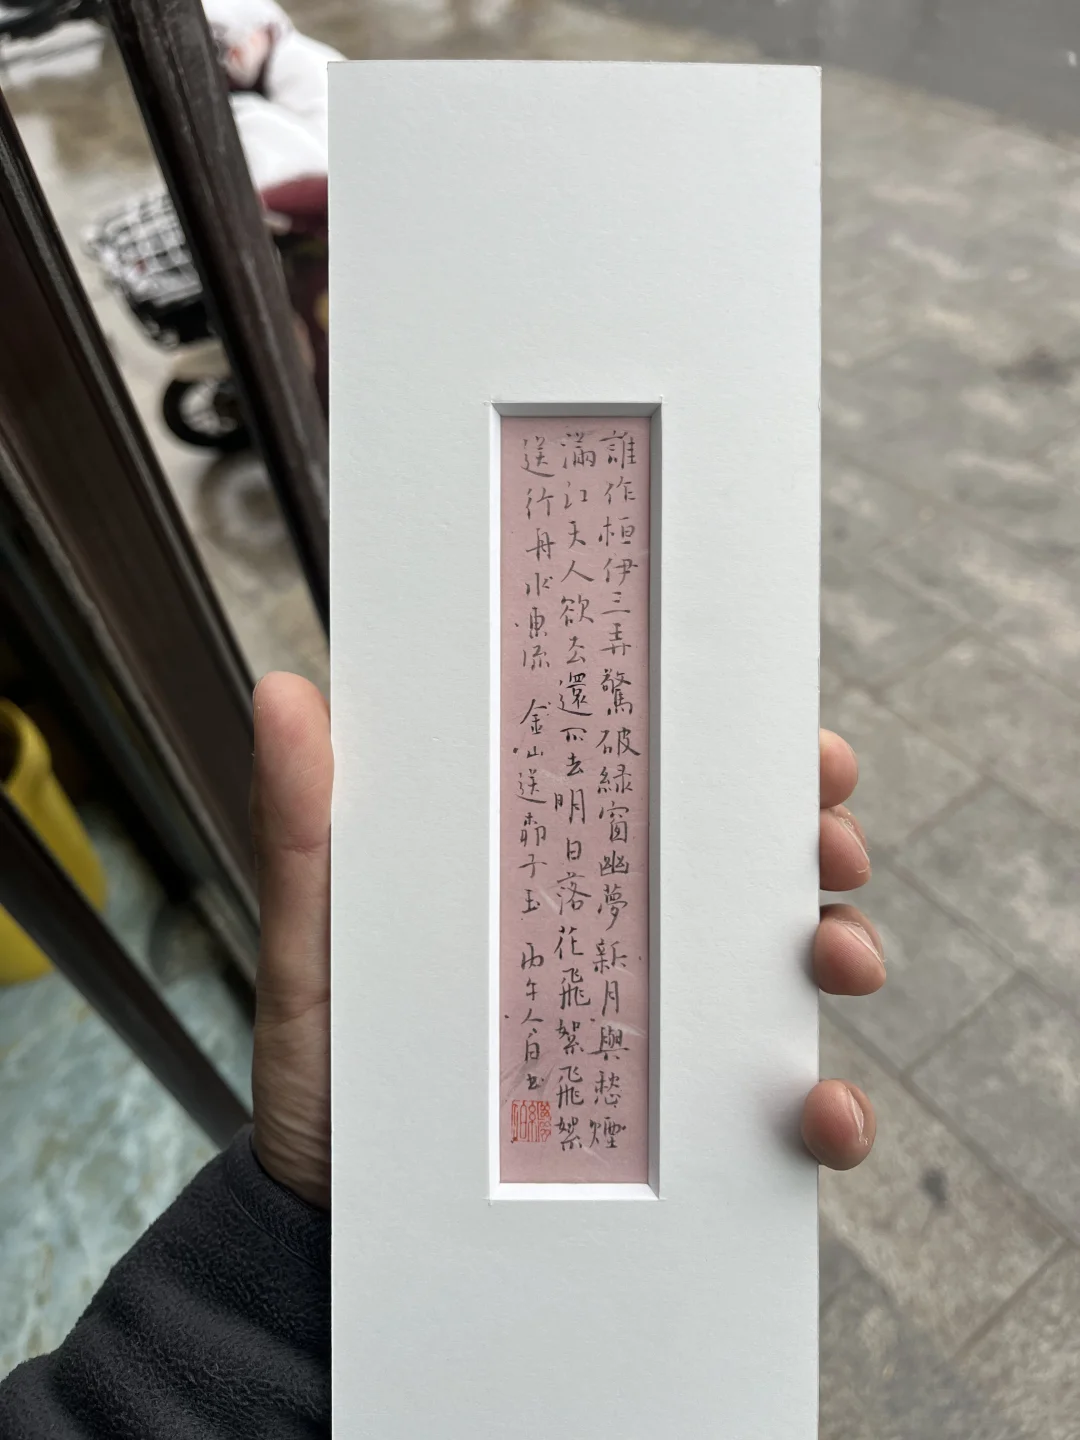 誰作桓伊三弄驚破緑窗幽夢新月與愁煙
滿江天人欲去還不去明日落花飛絮飛絮
送行舟水東流 金山送柳子玉 丙午人日書